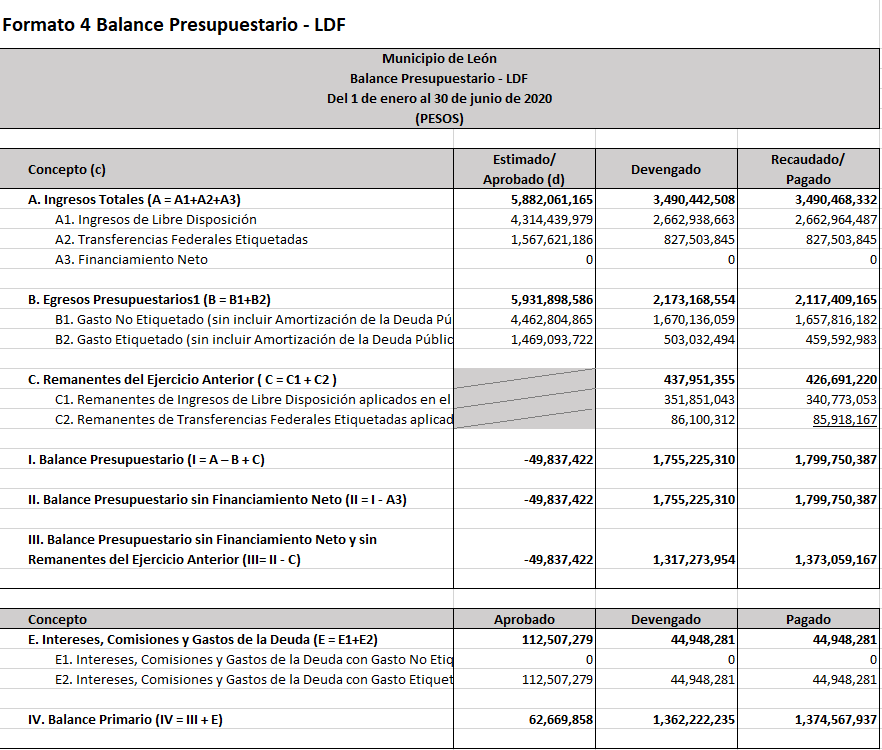 Formato 4 Balance Presupuestario - LDF
Municipio de León
Balance Presupuestario - LDF
Del 1 de enero al 30 de junio de 2020
(PESOS)
Concepto (c) Estimado/ Aprobado (d) Devengado Recaudado/ Pagado
A. Ingresos Totales (A = A1+A2+A3) 5,882,061,165 3,490,442,508 3,490,468,332
A1. Ingresos de Libre Disposición 4,314,439,979 2,662,938,663 2,662,964,487
A2. Transferencias Federales Etiquetadas 1,567,621,186 827,503,845 827,503,845
A3. Financiamiento Neto 0 0 0
B. Egresos Presupuestarios1 (B = B1+B2) 5,931,898,586 2,173,168,554 2,117,409,165
B1. Gasto No Etiquetado (sin incluir Amortización de la Deuda Pú 4,462,804,865 1,670,136,059 1,657,816,182
B2. Gasto Etiquetado (sin incluir Amortización de la Deuda Públic 1,469,093,722 503,032,494 459,592,983
C. Remanentes del Ejercicio Anterior ( C = C1 + C2 ) 437,951,355 426,691,220
C1. Remanentes de Ingresos de Libre Disposición aplicados en el 351,851,043 340,773,053
C2. Remanentes de Transferencias Federales Etiquetadas aplicad 86,100,312 85,918,167
I. Balance Presupuestario (I = A – B + C) -49,837,422 1,755,225,310 1,799,750,387
II. Balance Presupuestario sin Financiamiento Neto (II = I - A3) -49,837,422 1,755,225,310 1,799,750,387
III. Balance Presupuestario sin Financiamiento Neto y sin
Remanentes del Ejercicio Anterior (III= II - C) -49,837,422 1,317,273,954 1,373,059,167
Concepto Aprobado Devengado Pagado
E. Intereses, Comisiones y Gastos de la Deuda (E = E1+E2) 112,507,279 44,948,281 44,948,281
E1. Intereses, Comisiones y Gastos de la Deuda con Gasto No Etiq 0 0 0
E2. Intereses, Comisiones y Gastos de la Deuda con Gasto Etiquet 112,507,279 44,948,281 44,948,281
IV. Balance Primario (IV = III + E) 62,669,858 1,362,222,235 1,374,567,937